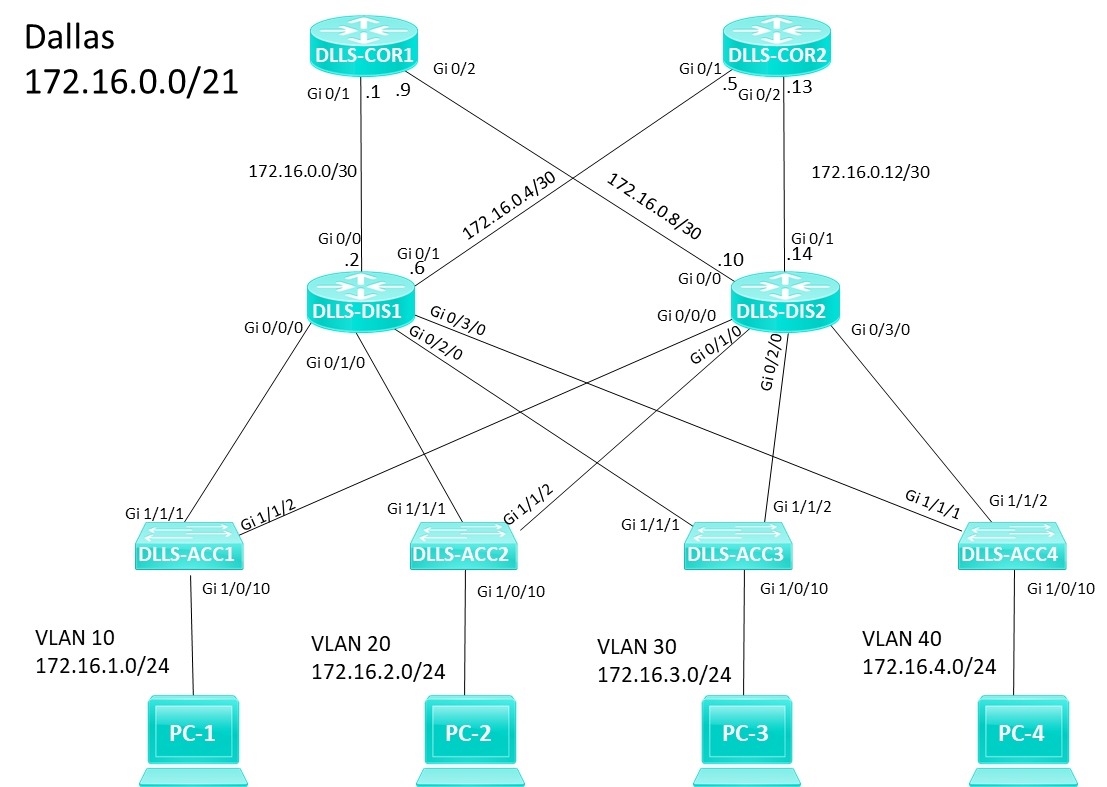 Dallas
172.16.0.0/21
DLLS-COR1
DLLS-COR2
Gi 0/2
Gi 0/1
Gi 0/1
.1
.9
.5
Gi 0/2
.13
172.16.0.0/30
172.16.0.4/30
172.16.0.8/30
172.16.0.12/30
Gi 0/0
.2
Gi 0/1
.6
.10
Gi 0/0
Gi 0/1
.14
DLLS-DIS1
DLLS-DIS2
Gi 0/0/0
Gi 0/1/0
Gi 0/2/0
Gi 0/3/0
Gi 0/0/0
Gi 0/1/0
Gi 0/2/0
Gi 0/3/0
Gi 1/1/1
Gi 1/1/2
Gi 1/1/1
Gi 1/1/2
Gi 1/1/1
Gi 1/1/2
Gi 1/1/1
Gi 1/1/2
DLLS-ACC1
DLLS-ACC2
DLLS-ACC3
DLLS-ACC4
Gi 1/0/10
Gi 1/0/10
Gi 1/0/10
Gi 1/0/10
VLAN 10
172.16.1.0/24
VLAN 20
172.16.2.0/24
VLAN 30
172.16.3.0/24
VLAN 40
172.16.4.0/24
PC-1
PC-2
PC-3
PC-4